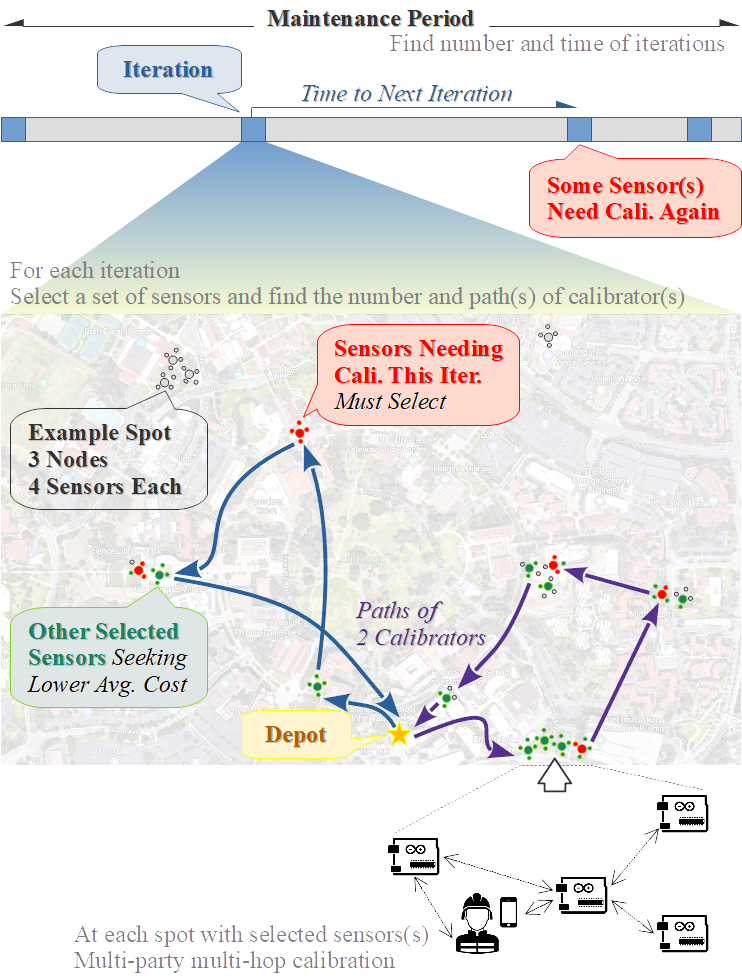 Maintenance Period
Find number and time of iterations
Iteration
Time to Next Iteration
Some Sensor(s)
Need Cali. Again
For each iteration
Select a set of sensors and find the number and path(s) of calibrator(s)
Sensors Needing
Cali. This Iter.
Must Select
Example Spot
3 Nodes
4 Sensors Each
Other Selected
Sensors Seeking
Lower Avg. Cost
Paths of
2 Calibrators
Depot
At each spot with selected sensors(s)
Multi-party multi-hop calibration